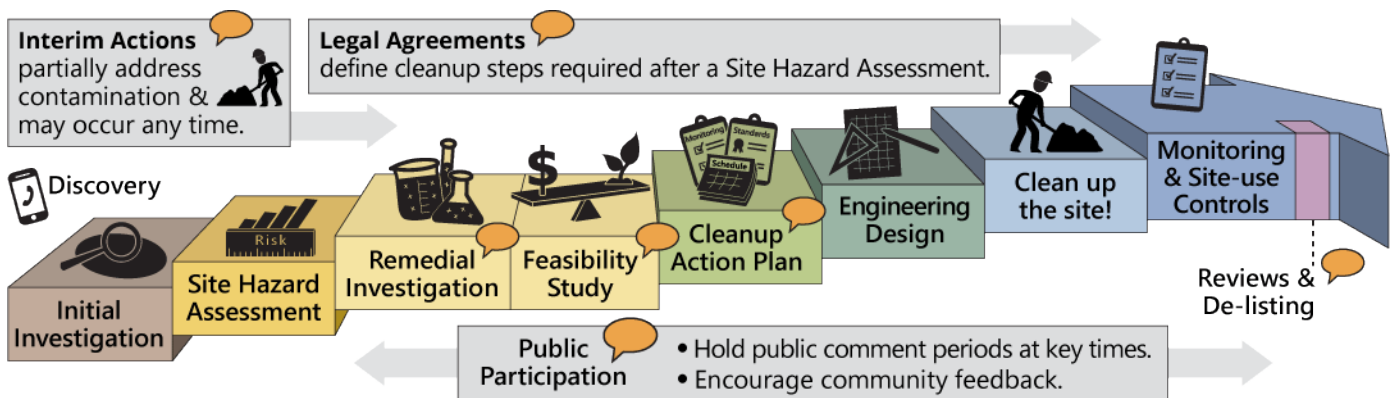 Interim Actions
partially address
contamination &
may occur any time.
Legal Agreements
define cleanup steps required after a Site Hazard Assessment.
Discovery
Initial
Investigation
Risk
Site Hazard
Assessment
Remedial
Investigation
$
Feasibility
Study
Monitoring
Standards
Schedule
Cleanup
Action Plan
Engineering
Design
Clean up
the site!
Monitoring
& Site-use
Controls
Reviews &
De-listing
Public
Participation
• Hold public comment periods at key times.
• Encourage community feedback.